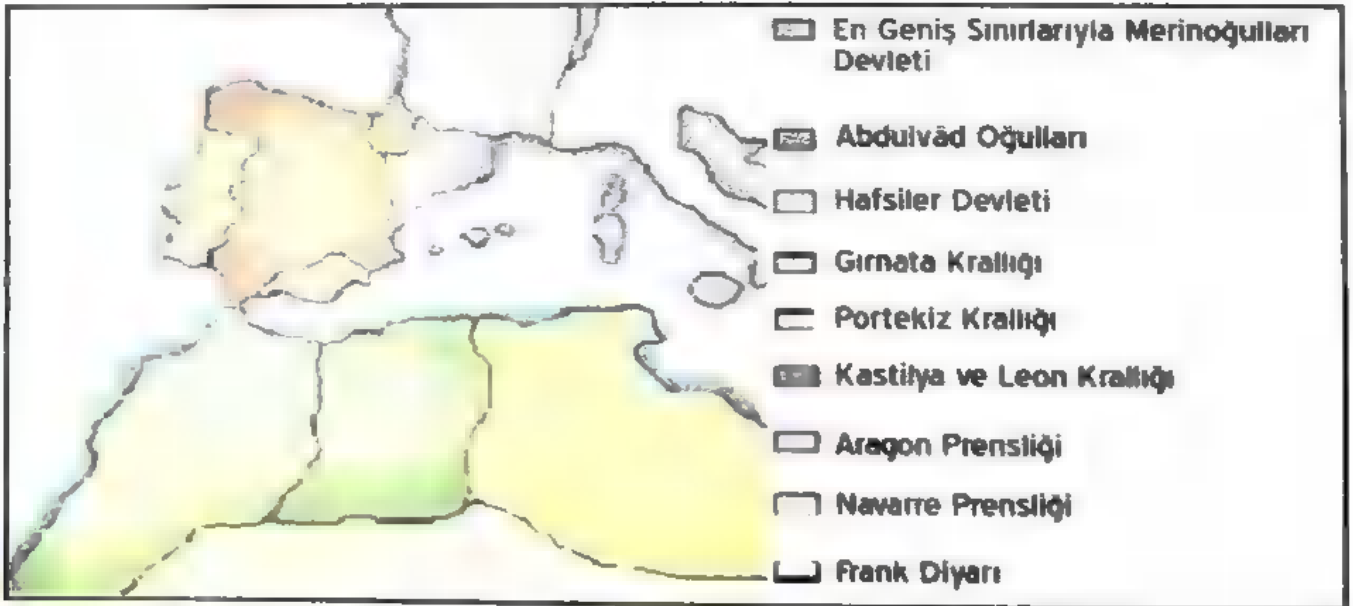 En Geniş Sınırlarıyla Merinoğulları
Devleti
Abdulvâd Oğulları
Hafsiler Devleti
Gırnata Krallığı
Portekiz Krallığı
Kastilya ve Leon Krallığı
Aragon Prensliği
Navarre Prensliği
Frank Diyarı